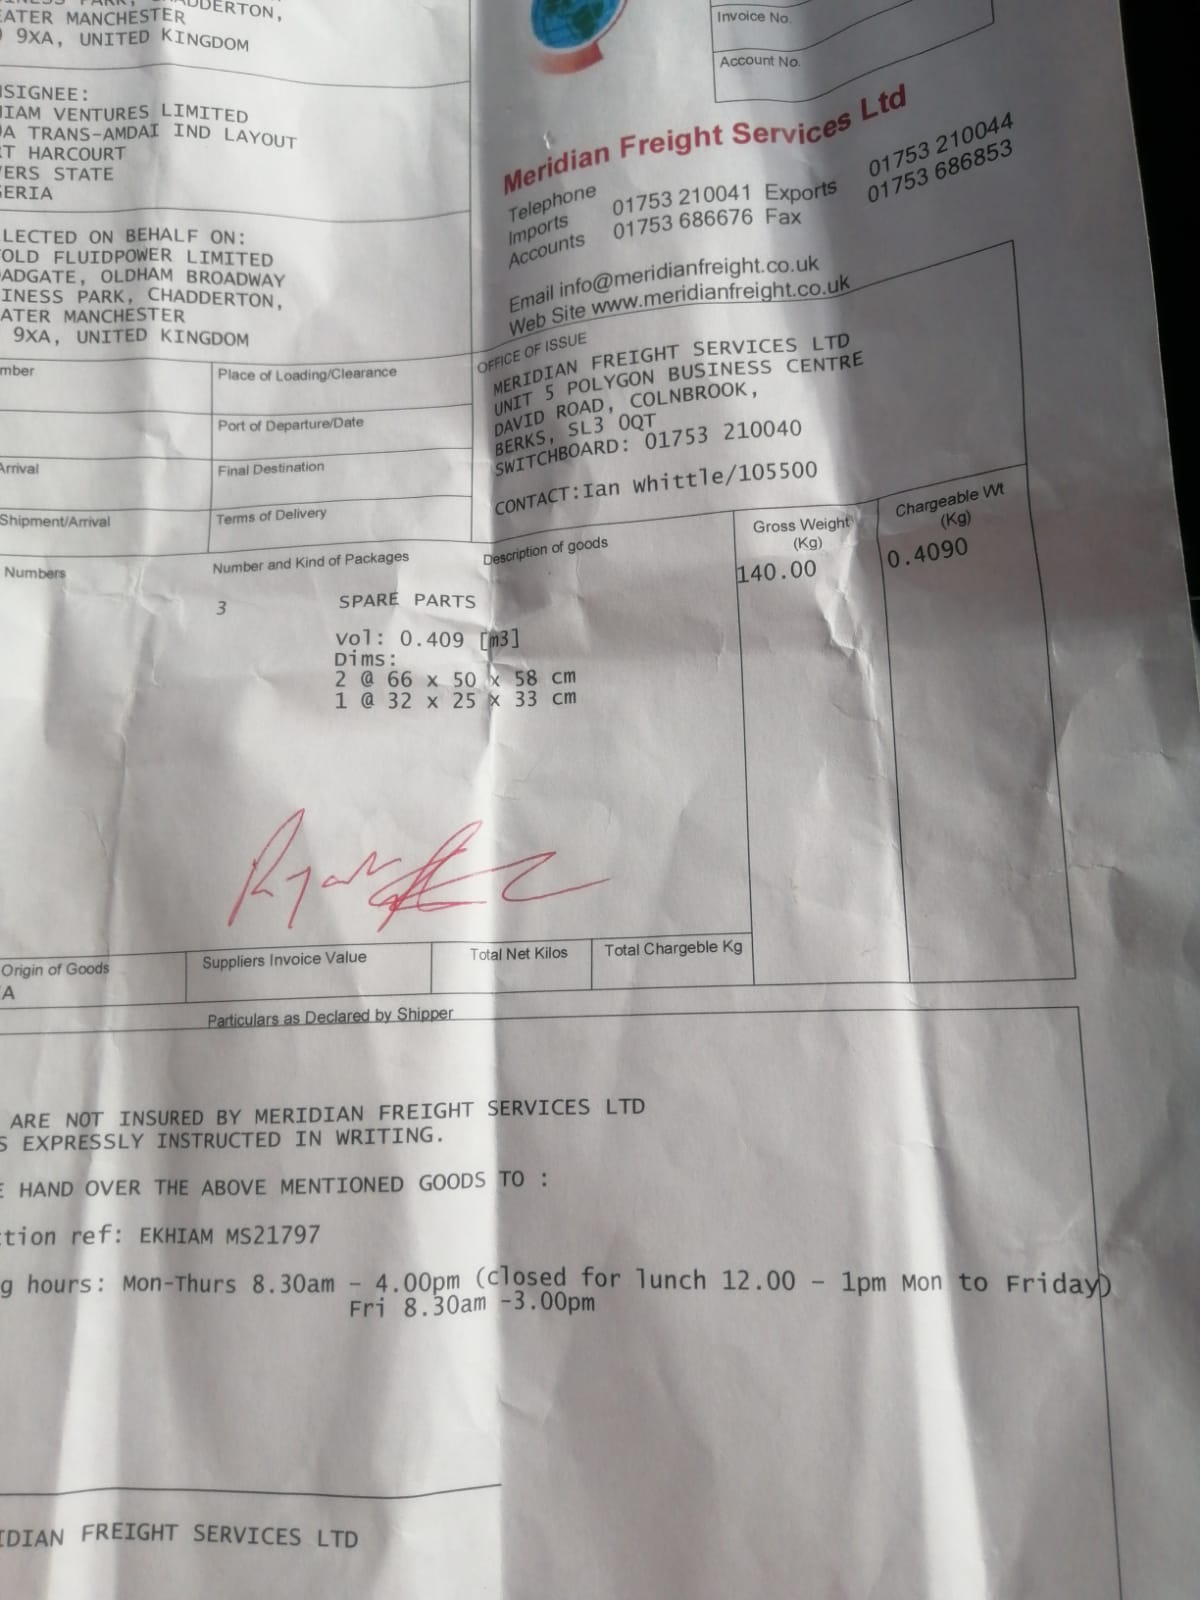 CHADDERTON,
EATER MANCHESTER
9XA, UNITED KINGDOM
Invoice No.
Account No.
SIGNEE:
HIAM VENTURES LIMITED
A TRANS-AMDAI IND LAYOUT
RT HARCOURT
VERS STATE
GERIA
Meridian Freight Services Ltd
Telephone
Imports 01753 210041 Exports 01753 210044
Accounts 01753 686676 Fax 01753 686853
Email info@meridianfreight.co.uk
Web Site www.meridianfreight.co.uk
LECTED ON BEHALF ON:
OLD FLUIDPOWER LIMITED
ADGATE, OLDHAM BROADWAY
INESS PARK, CHADDERTON,
ATER MANCHESTER
9XA, UNITED KINGDOM
OFFICE OF ISSUE
MERIDIAN FREIGHT SERVICES LTD
UNIT 5 POLYGON BUSINESS CENTRE
DAVID ROAD, COLNBROOK,
BERKS, SL3 0QT
SWITCHBOARD: 01753 210040
CONTACT:Ian Whittle/105500
mber
Place of Loading/Clearance
Port of Departure/Date
Arrival
Final Destination
Shipment/Arrival
Terms of Delivery
Numbers
Number and Kind of Packages
Description of goods
Gross Weight
(Kg)
Chargeable Wt
(Kg)
3 SPARE PARTS
140.00
0.4090
Vol: 0.409 [m3]
Dims:
2 @ 66 x 50 x 58 cm
1 @ 32 x 25 x 33 cm
Ryan
Origin of Goods
A
Suppliers Invoice Value
Total Net Kilos
Total Chargeble Kg
Particulars as Declared by Shipper
ARE NOT INSURED BY MERIDIAN FREIGHT SERVICES LTD
S EXPRESSLY INSTRUCTED IN WRITING.
E HAND OVER THE ABOVE MENTIONED GOODS TO :
ction ref: EKHIAM MS21797
g hours: Mon-Thurs 8.30am - 4.00pm (closed for lunch 12.00 - 1pm Mon to Friday)
Fri 8.30am -3.00pm
IDIAN FREIGHT SERVICES LTD